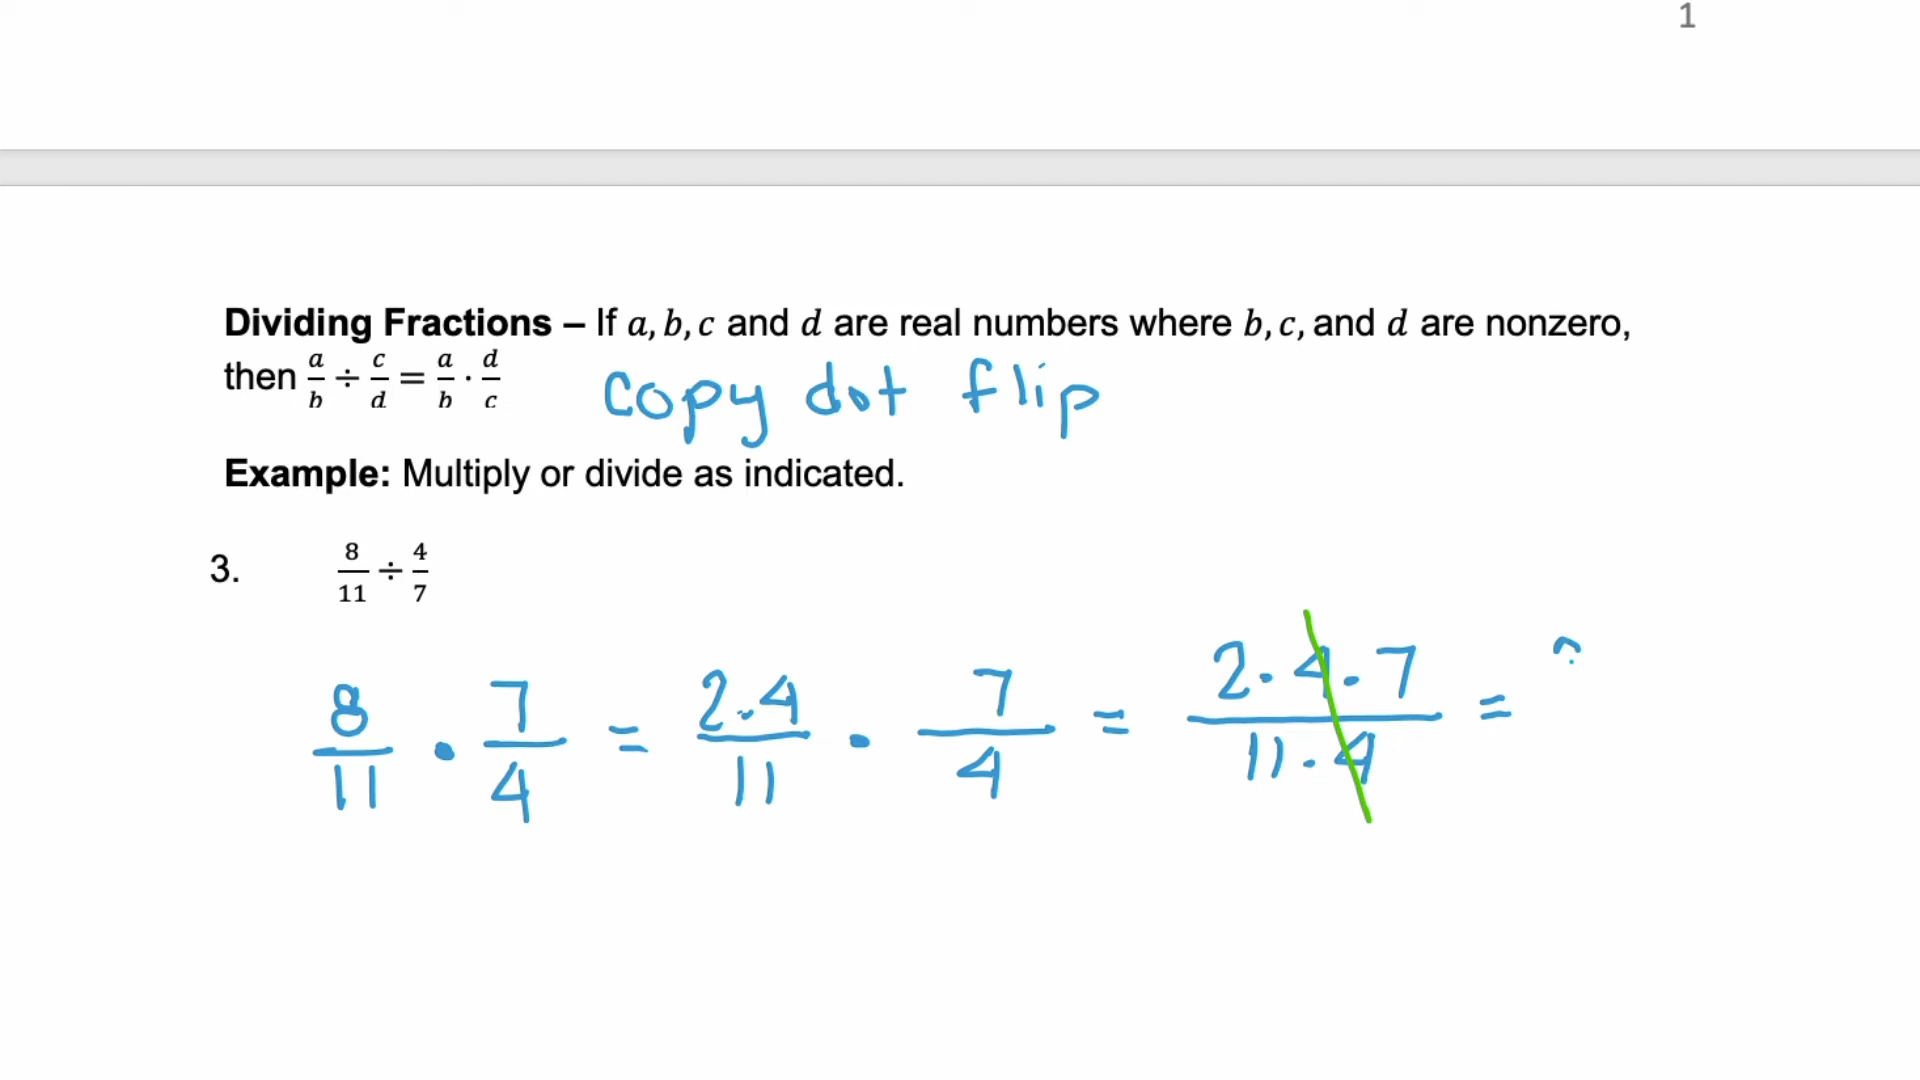 1
Dividing Fractions – If a, b, c and d are real numbers where b, c, and d are nonzero,
then a/b ÷ c/d = a/b · d/c copy dot flip
Example: Multiply or divide as indicated.
3. 8/11 ÷ 4/7
8/11 · 7/4 = 2·4/11 · 7/4 = 2·4·7/11·4 =